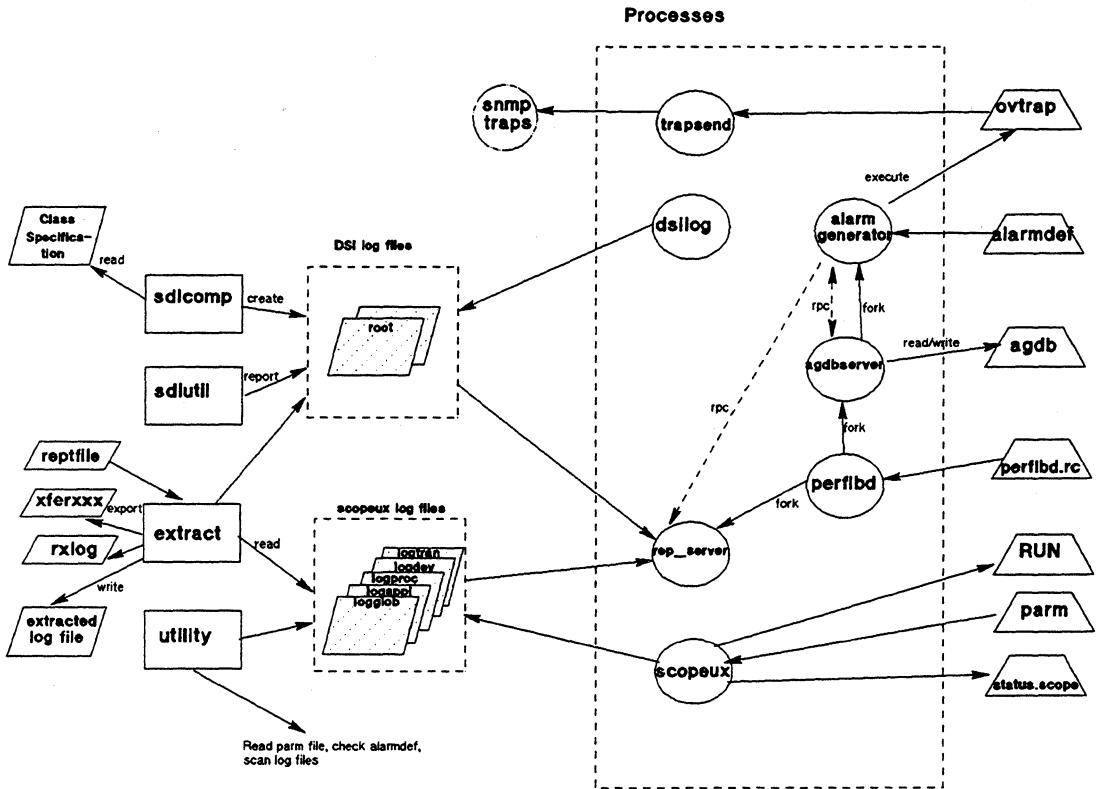 Processes
snmp
traps
trapsend
ovtrap
execute
Class
Specifica-
tion
read
DSI log files
dsilog
alarm
generator
alarmdef
sdlcomp
create
root
rpc
fork
sdlutil
report
agdbserver
read/write
agdb
rpc
fork
reptfile
perflbd
perflbd.rc
xferxxx
export
extract
read
scopeux log files
fork
rxlog
logtran
logdev
logproc
logappl
logglob
rep_server
RUN
write
extracted
log file
utility
parm
scopeux
status.scope
Read parm file, check alarmdef,
scan log files